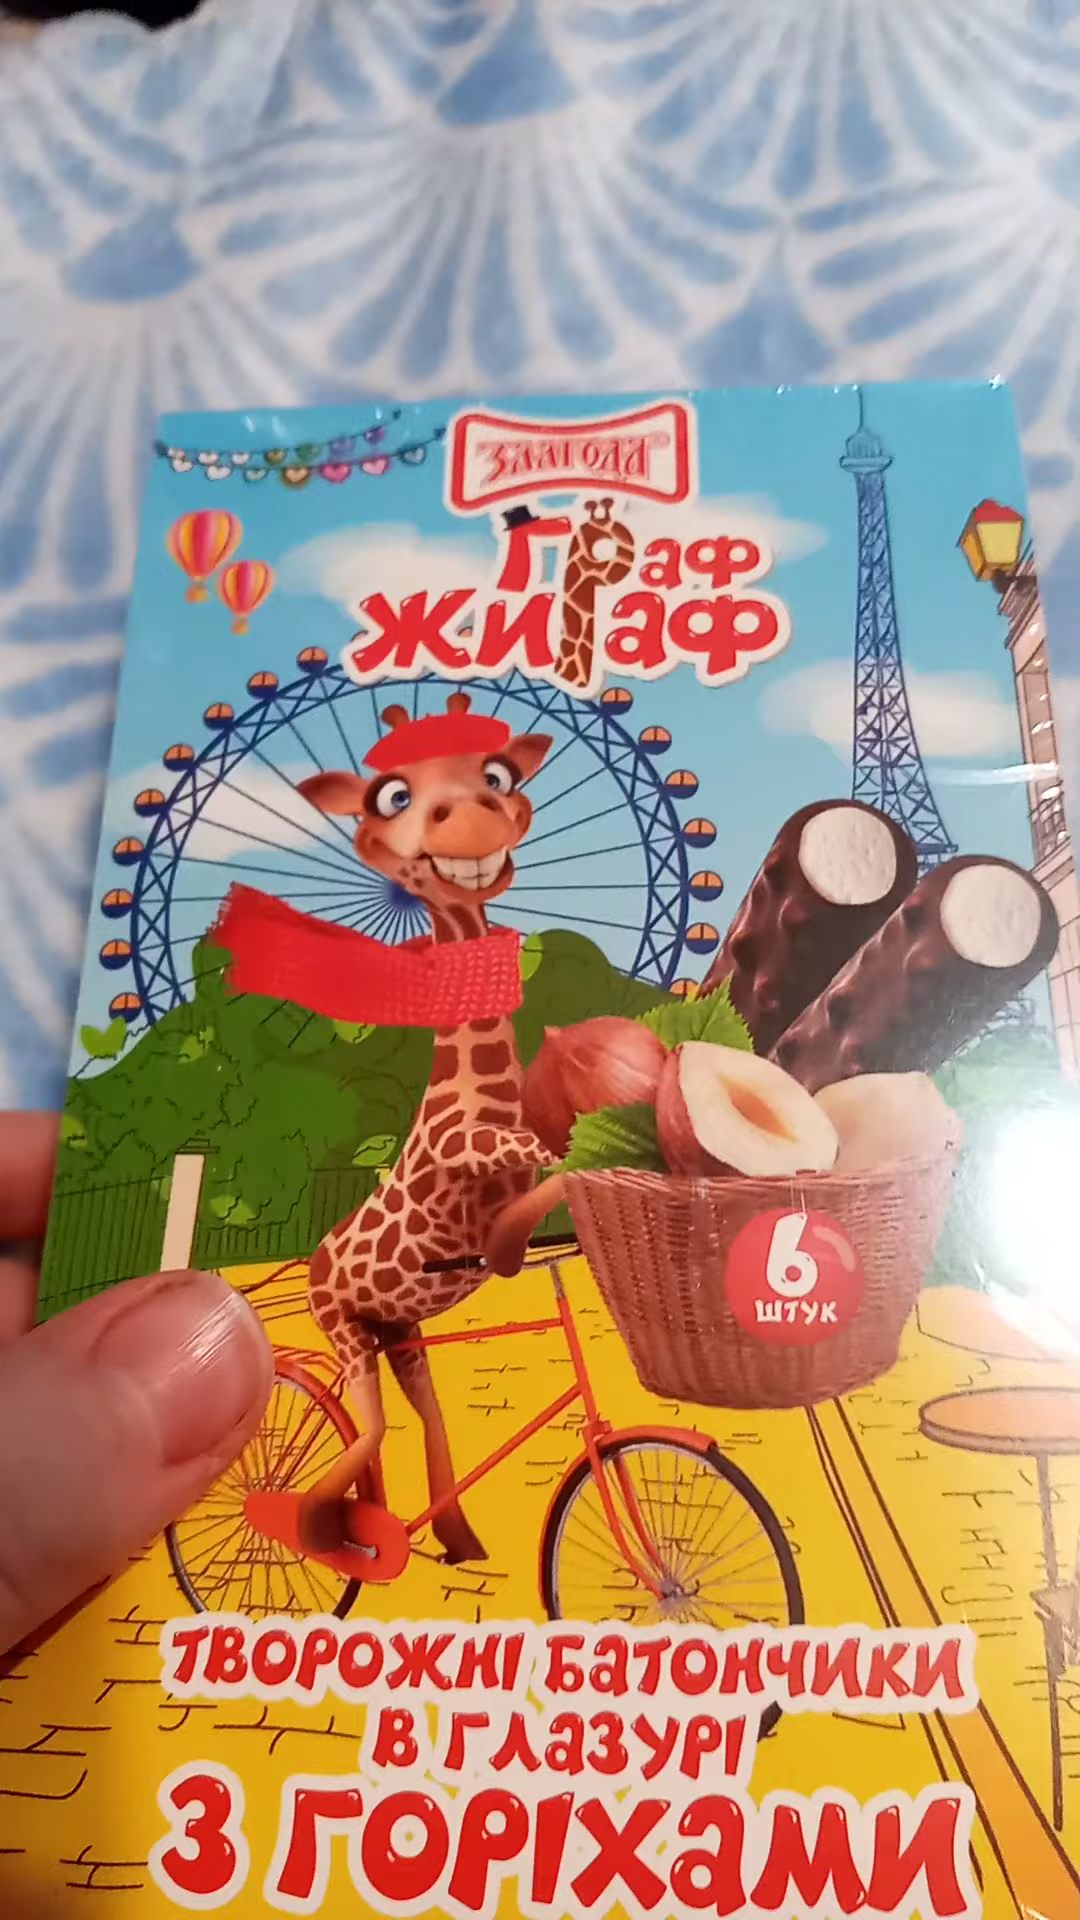 ЗЛАГОДА®
Граф
жираф
6
штук
творожні батончики
в глазурі
з горіхами